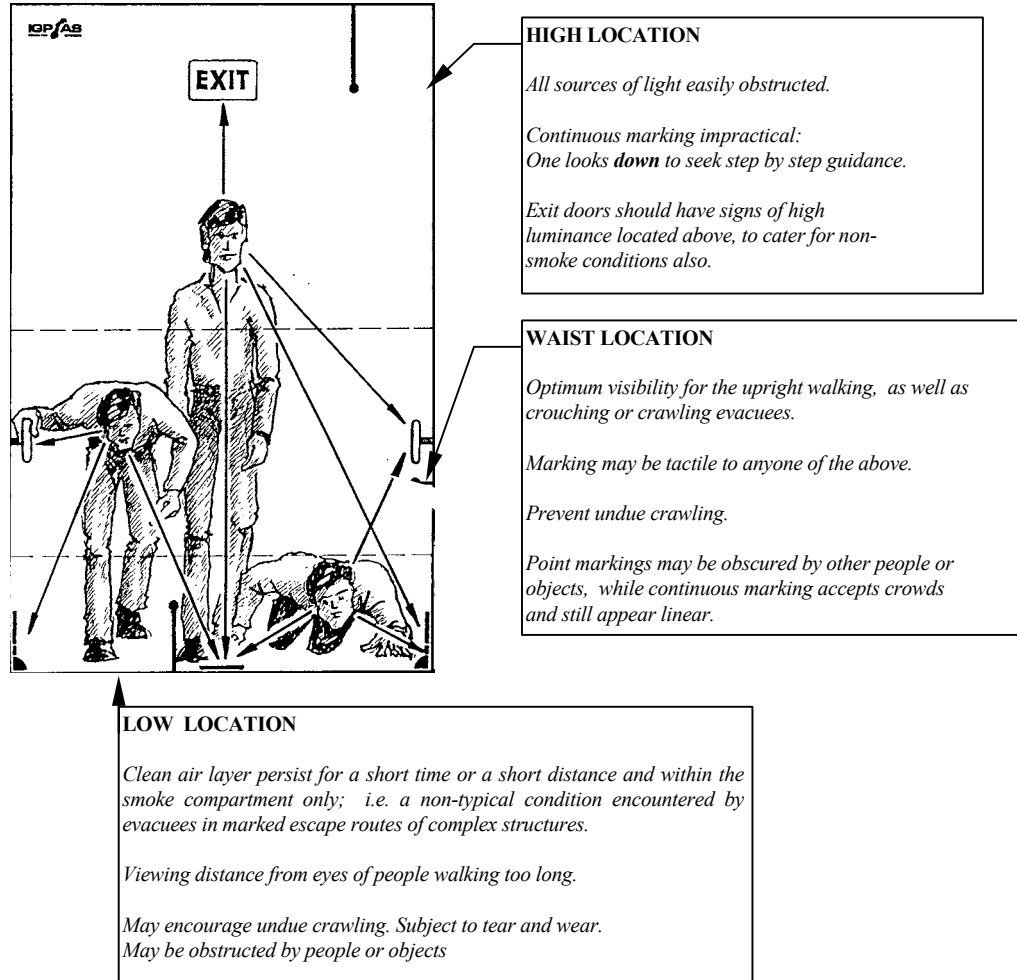 IGP AS
EXIT
HIGH LOCATION
All sources of light easily obstructed.
Continuous marking impractical:
One looks down to seek step by step guidance.
Exit doors should have signs of high
luminance located above, to cater for non-
smoke conditions also.
WAIST LOCATION
Optimum visibility for the upright walking, as well as
crouching or crawling evacuees.
Marking may be tactile to anyone of the above.
Prevent undue crawling.
Point markings may be obscured by other people or
objects, while continuous marking accepts crowds
and still appear linear.
LOW LOCATION
Clean air layer persist for a short time or a short distance and within the
smoke compartment only; i.e. a non-typical condition encountered by
evacuees in marked escape routes of complex structures.
Viewing distance from eyes of people walking too long.
May encourage undue crawling. Subject to tear and wear.
May be obstructed by people or objects